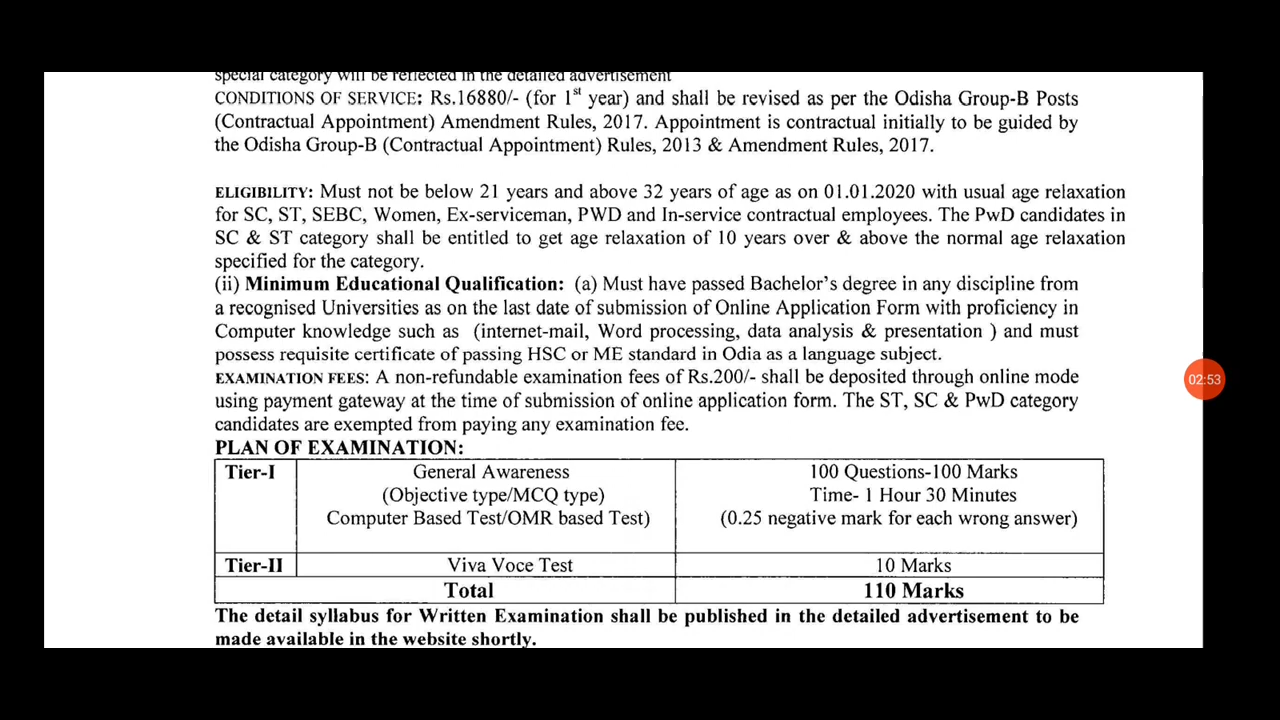 special category will be reflected in the detailed advertisement
CONDITIONS OF SERVICE: Rs.16880/- (for 1st year) and shall be revised as per the Odisha Group-B Posts
(Contractual Appointment) Amendment Rules, 2017. Appointment is contractual initially to be guided by
the Odisha Group-B (Contractual Appointment) Rules, 2013 & Amendment Rules, 2017.
ELIGIBILITY: Must not be below 21 years and above 32 years of age as on 01.01.2020 with usual age relaxation
for SC, ST, SEBC, Women, Ex-serviceman, PWD and In-service contractual employees. The PwD candidates in
SC & ST category shall be entitled to get age relaxation of 10 years over & above the normal age relaxation
specified for the category.
(ii) Minimum Educational Qualification: (a) Must have passed Bachelor's degree in any discipline from
a recognised Universities as on the last date of submission of Online Application Form with proficiency in
Computer knowledge such as (internet-mail, Word processing, data analysis & presentation ) and must
possess requisite certificate of passing HSC or ME standard in Odia as a language subject.
EXAMINATION FEES: A non-refundable examination fees of Rs.200/- shall be deposited through online mode
using payment gateway at the time of submission of online application form. The ST, SC & PwD category
candidates are exempted from paying any examination fee.
PLAN OF EXAMINATION:
Tier-I General Awareness 100 Questions-100 Marks
(Objective type/MCQ type) Time- 1 Hour 30 Minutes
Computer Based Test/OMR based Test) (0.25 negative mark for each wrong answer)
Tier-II Viva Voce Test 10 Marks
Total 110 Marks
The detail syllabus for Written Examination shall be published in the detailed advertisement to be
made available in the website shortly.
02:53